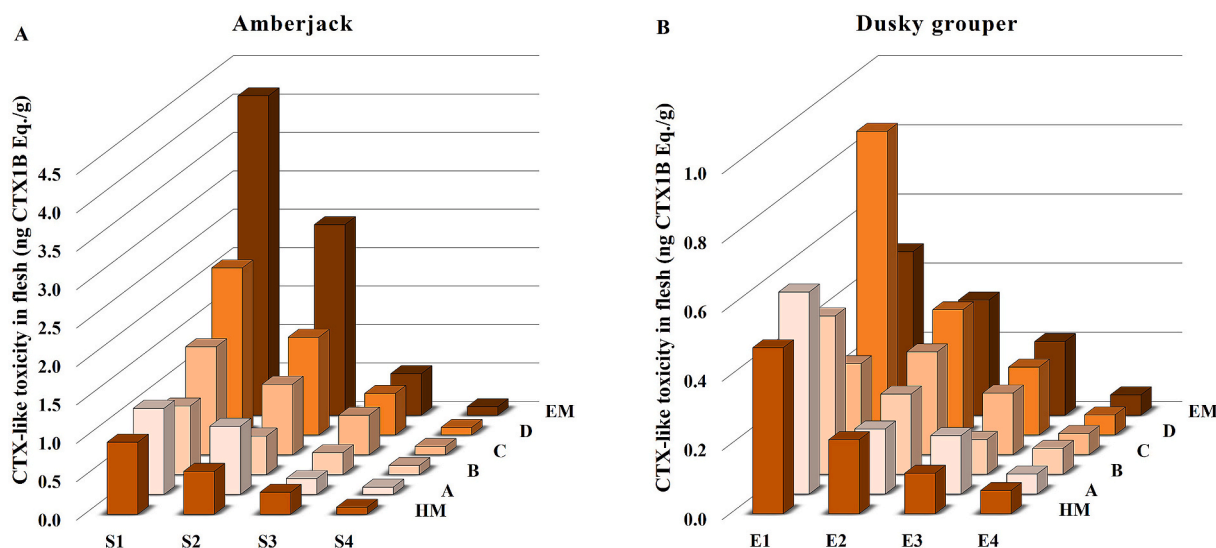 A
Amberjack
CTX-like toxicity in flesh (ng CTX1B Eq./g)
4.5
4.0
3.5
3.0
2.5
2.0
1.5
1.0
0.5
0.0
S1
S2
S3
S4
HM
A
B
C
D
EM
B
Dusky grouper
CTX-like toxicity in flesh (ng CTX1B Eq./g)
1.0
0.8
0.6
0.4
0.2
0.0
E1
E2
E3
E4
HM
A
B
C
D
EM